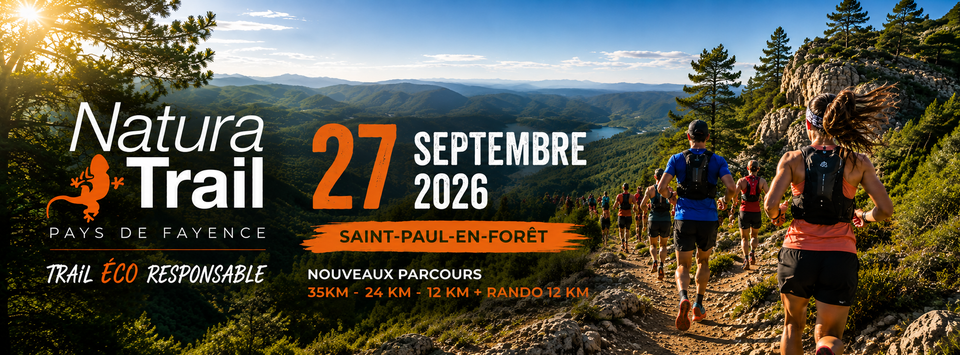 Natura
Trail
PAYS DE FAYENCE
TRAIL ÉCO RESPONSABLE
27
SEPTEMBRE
2026
SAINT-PAUL-EN-FORÊT
NOUVEAUX PARCOURS
35KM - 24 KM - 12 KM + RANDO 12 KM